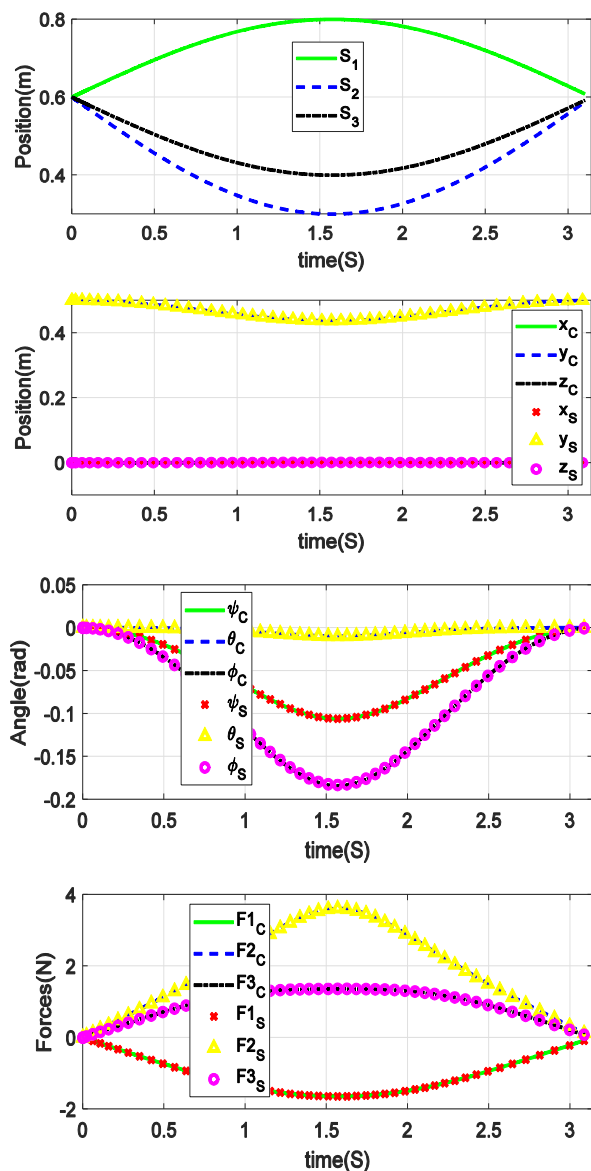 0.8
0.6
0.4
Position(m)
S1
S2
S3
0 0.5 1 1.5 2 2.5 3
time(S)
0.4
0.2
0
Position(m)
xC
yC
zC
xS
yS
zS
0 0.5 1 1.5 2 2.5 3
time(S)
0.05
0
-0.05
-0.1
-0.15
-0.2
Angle(rad)
ψC
θC
ϕC
ψS
θS
ϕS
0 0.5 1 1.5 2 2.5 3
time(S)
4
2
0
-2
Forces(N)
F1C
F2C
F3C
F1S
F2S
F3S
0 0.5 1 1.5 2 2.5 3
time(S)